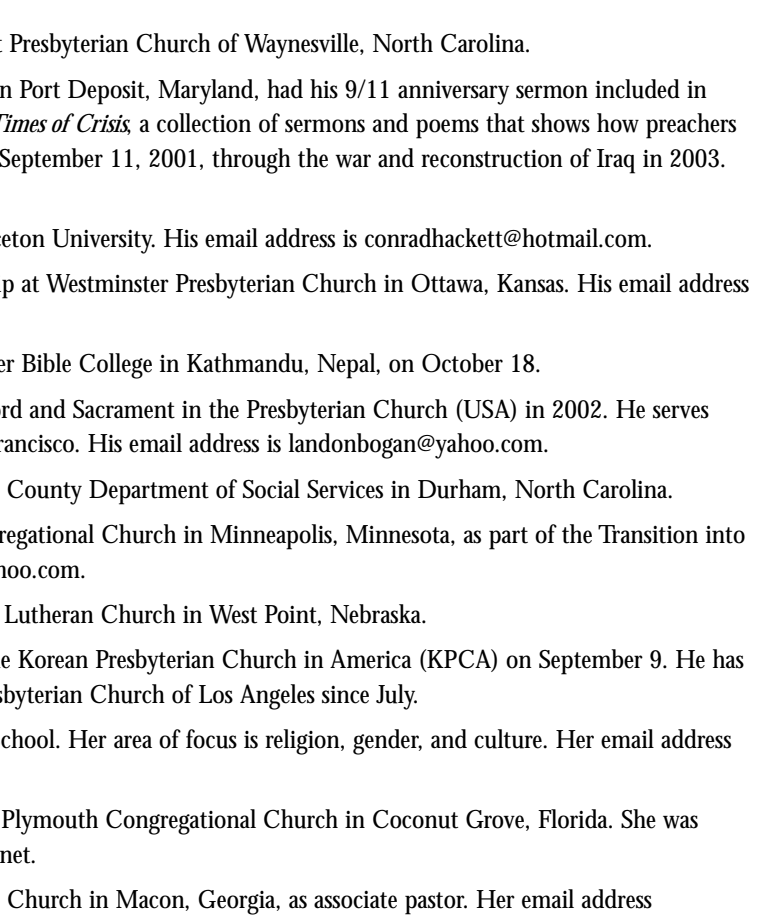 Presbyterian Church of Waynesville, North Carolina.
n Port Deposit, Maryland, had his 9/11 anniversary sermon included in
Times of Crisis, a collection of sermons and poems that shows how preachers
September 11, 2001, through the war and reconstruction of Iraq in 2003.
ceton University. His email address is conradhackett@hotmail.com.
p at Westminster Presbyterian Church in Ottawa, Kansas. His email address
er Bible College in Kathmandu, Nepal, on October 18.
ord and Sacrament in the Presbyterian Church (USA) in 2002. He serves
rancisco. His email address is landonbogan@yahoo.com.
County Department of Social Services in Durham, North Carolina.
regational Church in Minneapolis, Minnesota, as part of the Transition into
hoo.com.
Lutheran Church in West Point, Nebraska.
e Korean Presbyterian Church in America (KPCA) on September 9. He has
sbyterian Church of Los Angeles since July.
chool. Her area of focus is religion, gender, and culture. Her email address
Plymouth Congregational Church in Coconut Grove, Florida. She was
net.
Church in Macon, Georgia, as associate pastor. Her email address